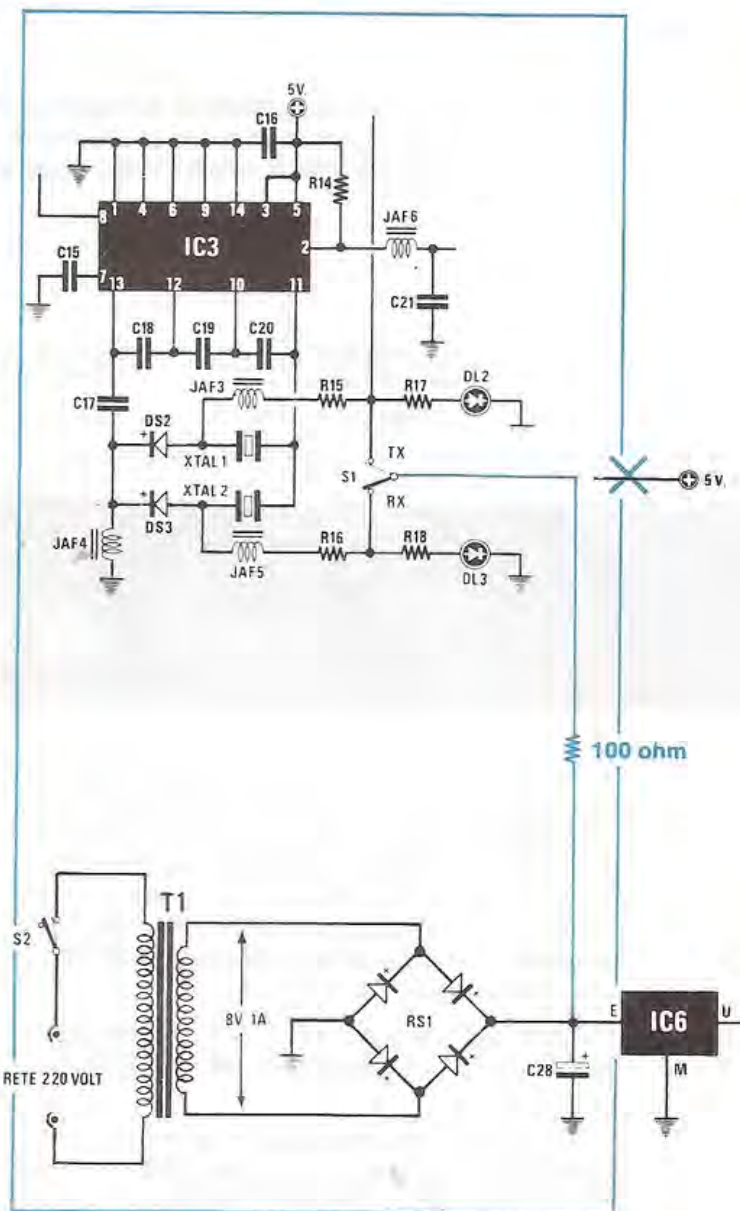 5V.
C16
R14
1 4 6 9 14 3 5
8
IC3
2
JAF6
C15
7
13 12 10 11
C21
C18 C19 C20
JAF3
R15
R17
DL2
C17
DS2
XTAL 1
TX
S1
5 V.
XTAL 2
RX
DS3
JAF4
R16
R18
JAF5
DL3
100 ohm
T1
S2
8V 1A
RS1
E
IC6
U
C28
+
M
RETE 220 VOLT